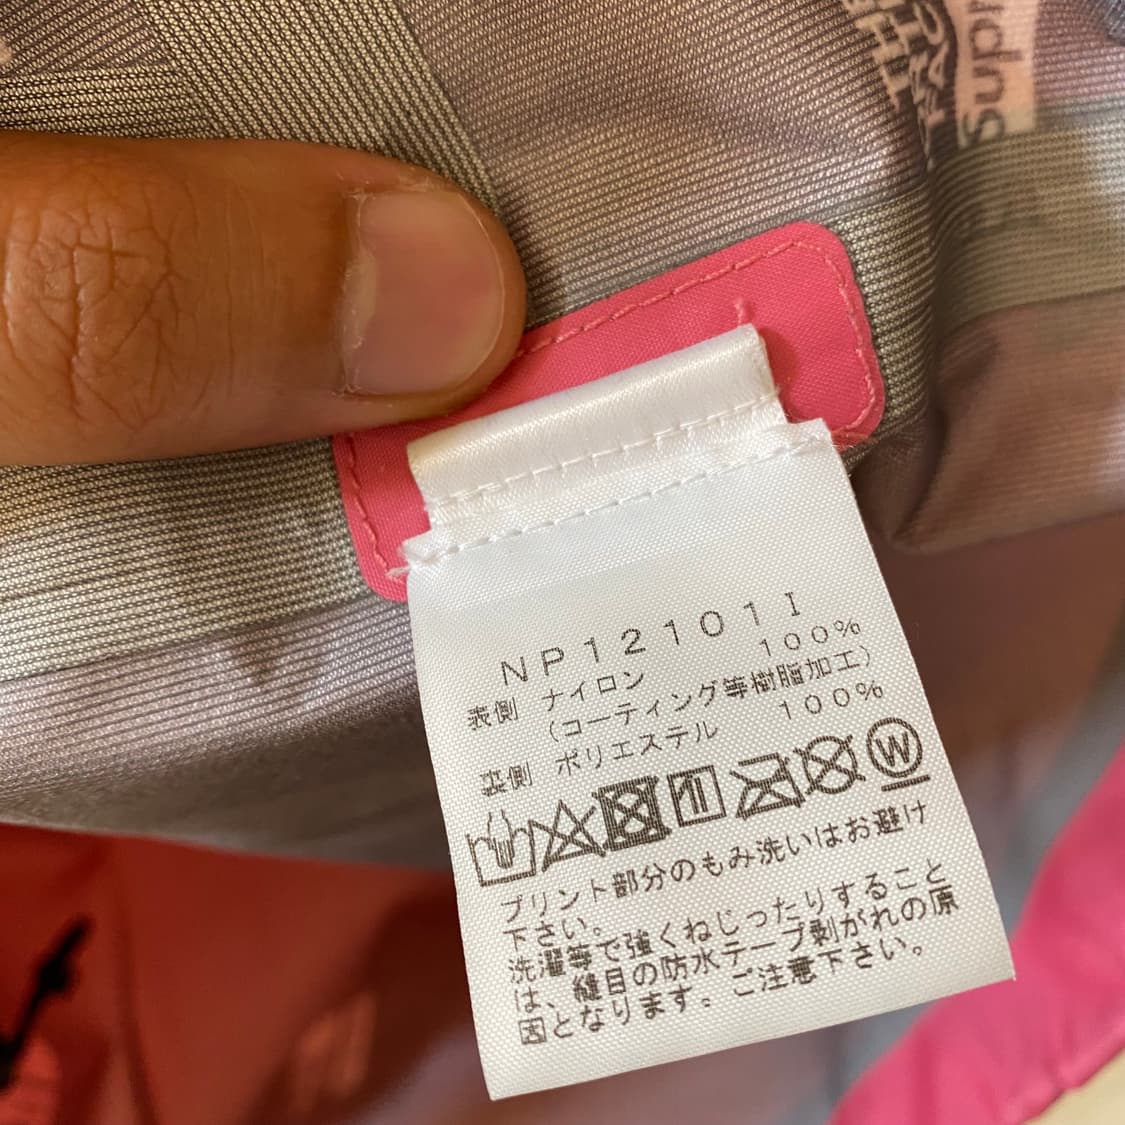 THE
NORTH
FACE
Supr
NP12101I
表側 ナイロン 100%
(コーティング等樹脂加工)
裏側 ポリエステル 100%
W
プリント部分のもみ洗いはお避け
下さい。
洗濯等で強くねじったりすること
は、縫目の防水テープ剥がれの原
因となります。ご注意下さい。